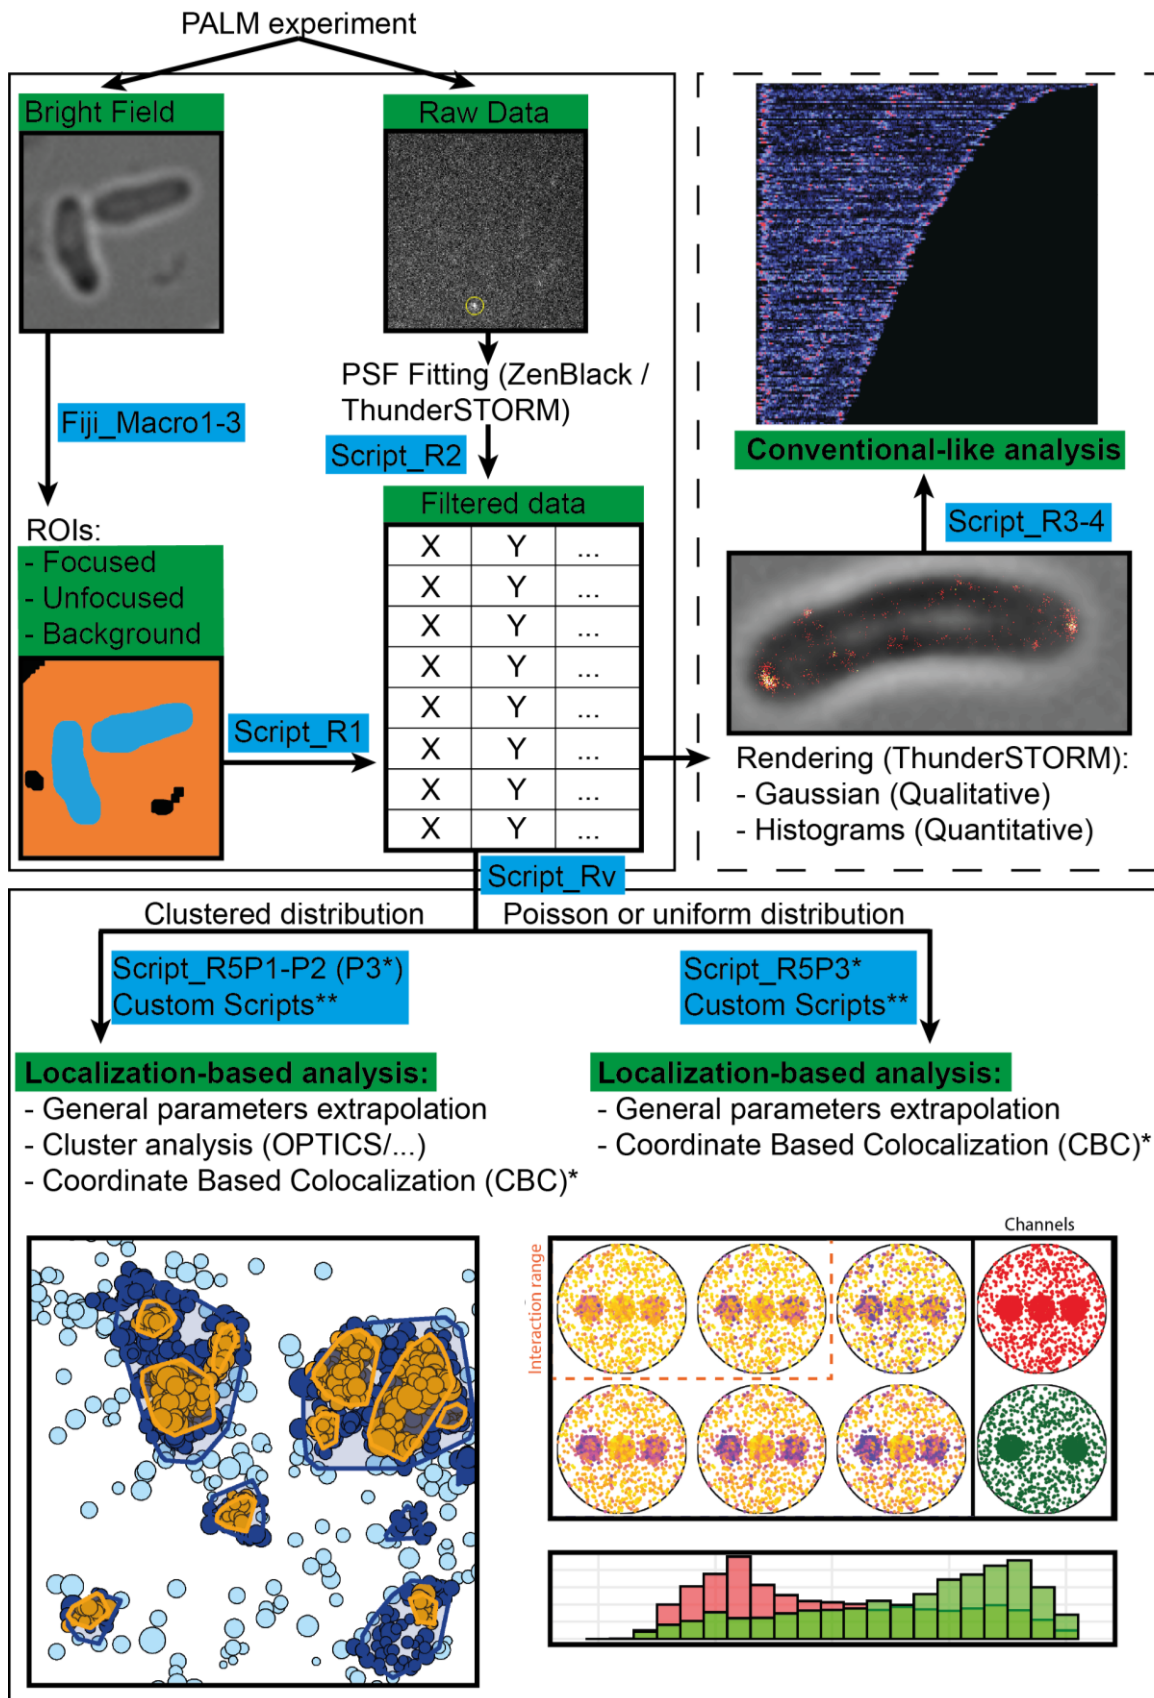 PALM experiment
Bright Field
Raw Data
PSF Fitting (ZenBlack /
ThunderSTORM)
Fiji_Macro1-3
Script_R2
Filtered data
X Y ...
X Y ...
X Y ...
X Y ...
X Y ...
X Y ...
X Y ...
X Y ...
ROIs:
- Focused
- Unfocused
- Background
Script_R1
Conventional-like analysis
Script_R3-4
Rendering (ThunderSTORM):
- Gaussian (Qualitative)
- Histograms (Quantitative)
Script_Rv
Clustered distribution
Poisson or uniform distribution
Script_R5P1-P2 (P3*)
Custom Scripts**
Script_R5P3*
Custom Scripts**
Localization-based analysis:
- General parameters extrapolation
- Cluster analysis (OPTICS/...)
- Coordinate Based Colocalization (CBC)*
Localization-based analysis:
- General parameters extrapolation
- Coordinate Based Colocalization (CBC)*
Channels
Interaction range